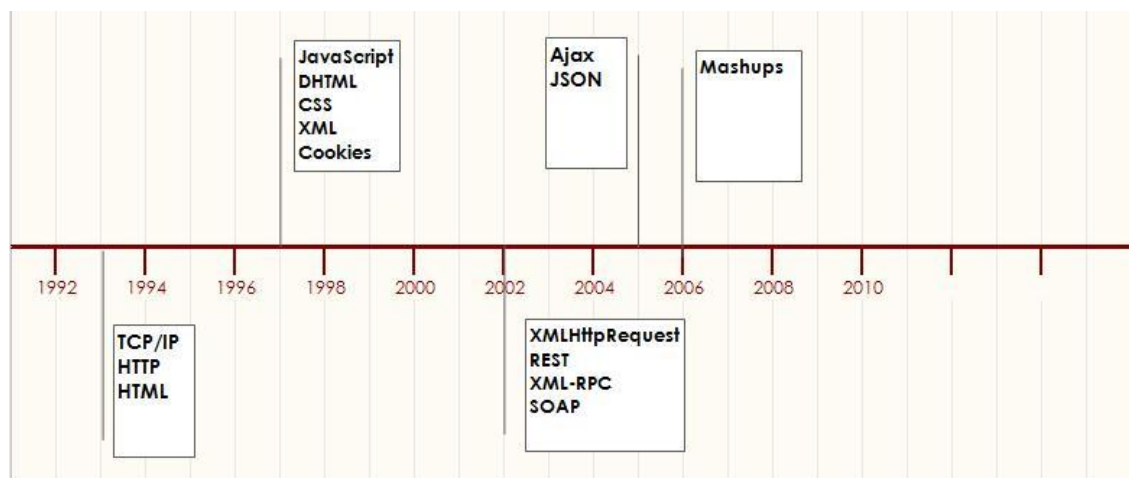 JavaScript
DHTML
CSS
XML
Cookies
Ajax
JSON
Mashups
1992
1994
1996
1998
2000
2002
2004
2006
2008
2010
TCP/IP
HTTP
HTML
XMLHttpRequest
REST
XML-RPC
SOAP